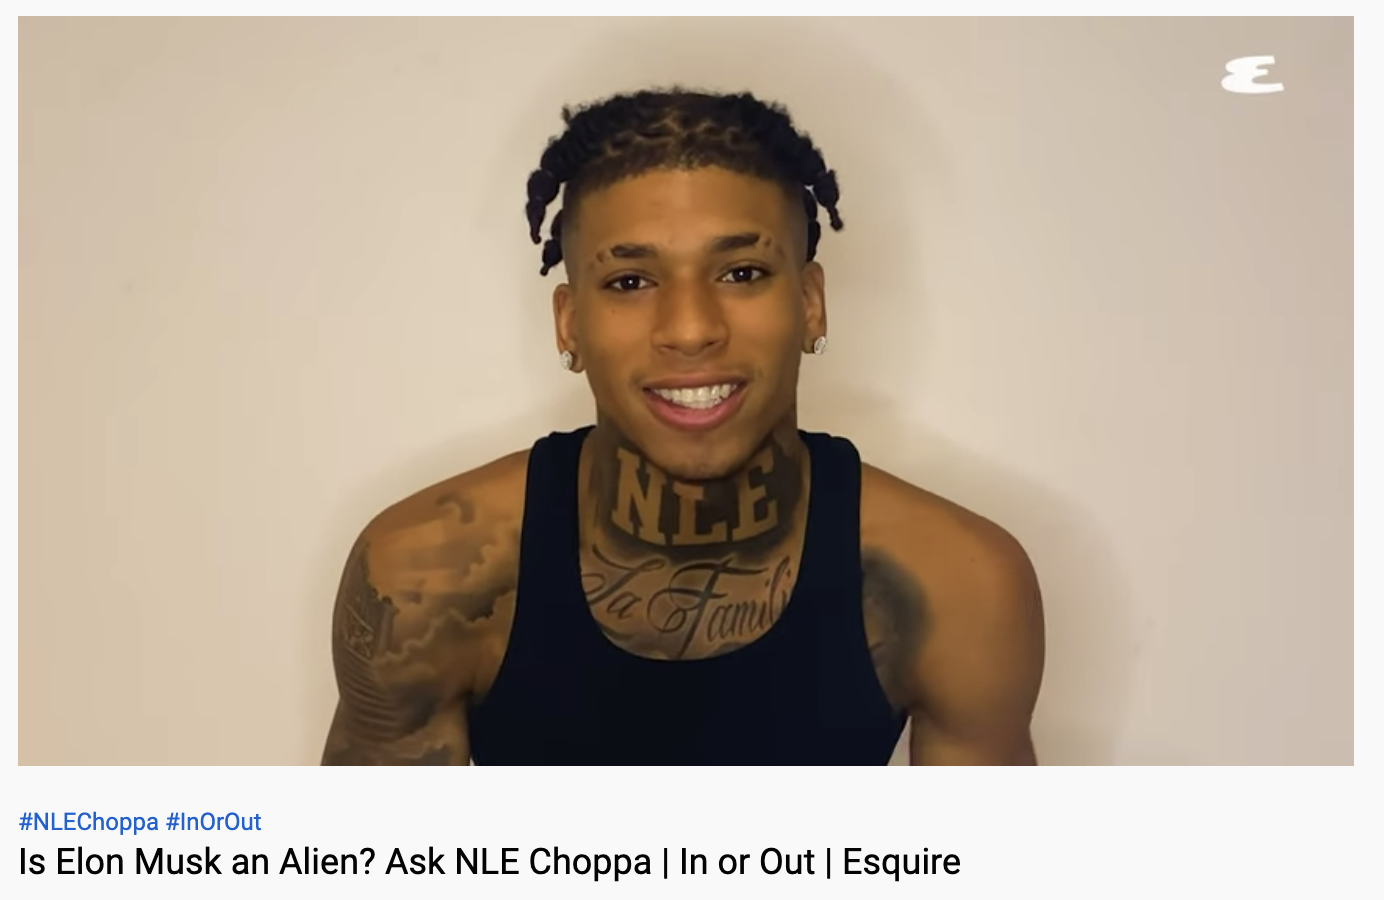 NLE
La Famili
#NLEChoppa #InOrOut
Is Elon Musk an Alien? Ask NLE Choppa | In or Out | Esquire